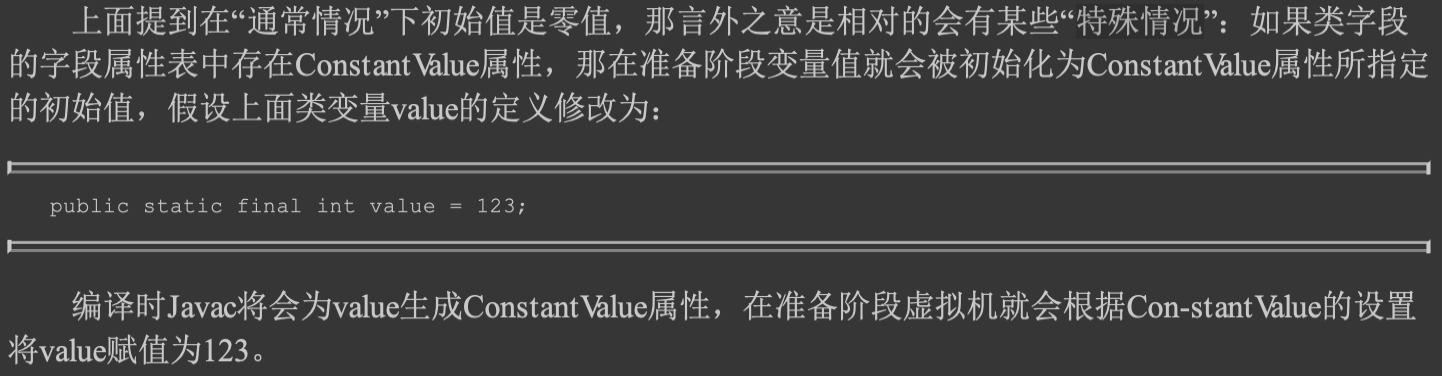 上面提到在“通常情况”下初始值是零值，那言外之意是相对的会有某些“特殊情况”：如果类字段
的字段属性表中存在ConstantValue属性，那在准备阶段变量值就会被初始化为ConstantValue属性所指定
的初始值，假设上面类变量value的定义修改为：
public static final int value = 123;
编译时Javac将会为value生成ConstantValue属性，在准备阶段虚拟机就会根据Con-stantValue的设置
将value赋值为123。